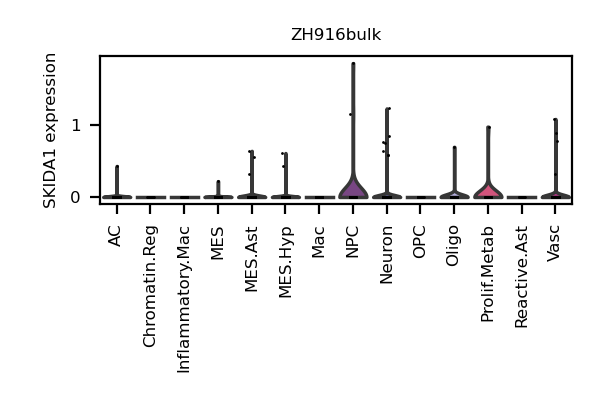 ZH916bulk
SKIDA1 expression
1
0
AC
Chromatin.Reg
Inflammatory.Mac
MES
MES.Ast
MES.Hyp
Mac
NPC
Neuron
OPC
Oligo
Prolif.Metab
Reactive.Ast
Vasc